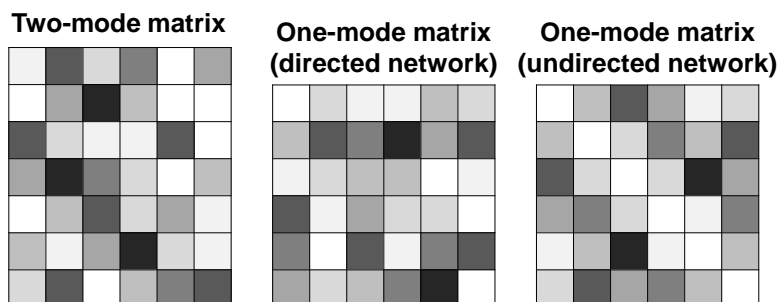 Two-mode matrix
One-mode matrix
(directed network)
One-mode matrix
(undirected network)